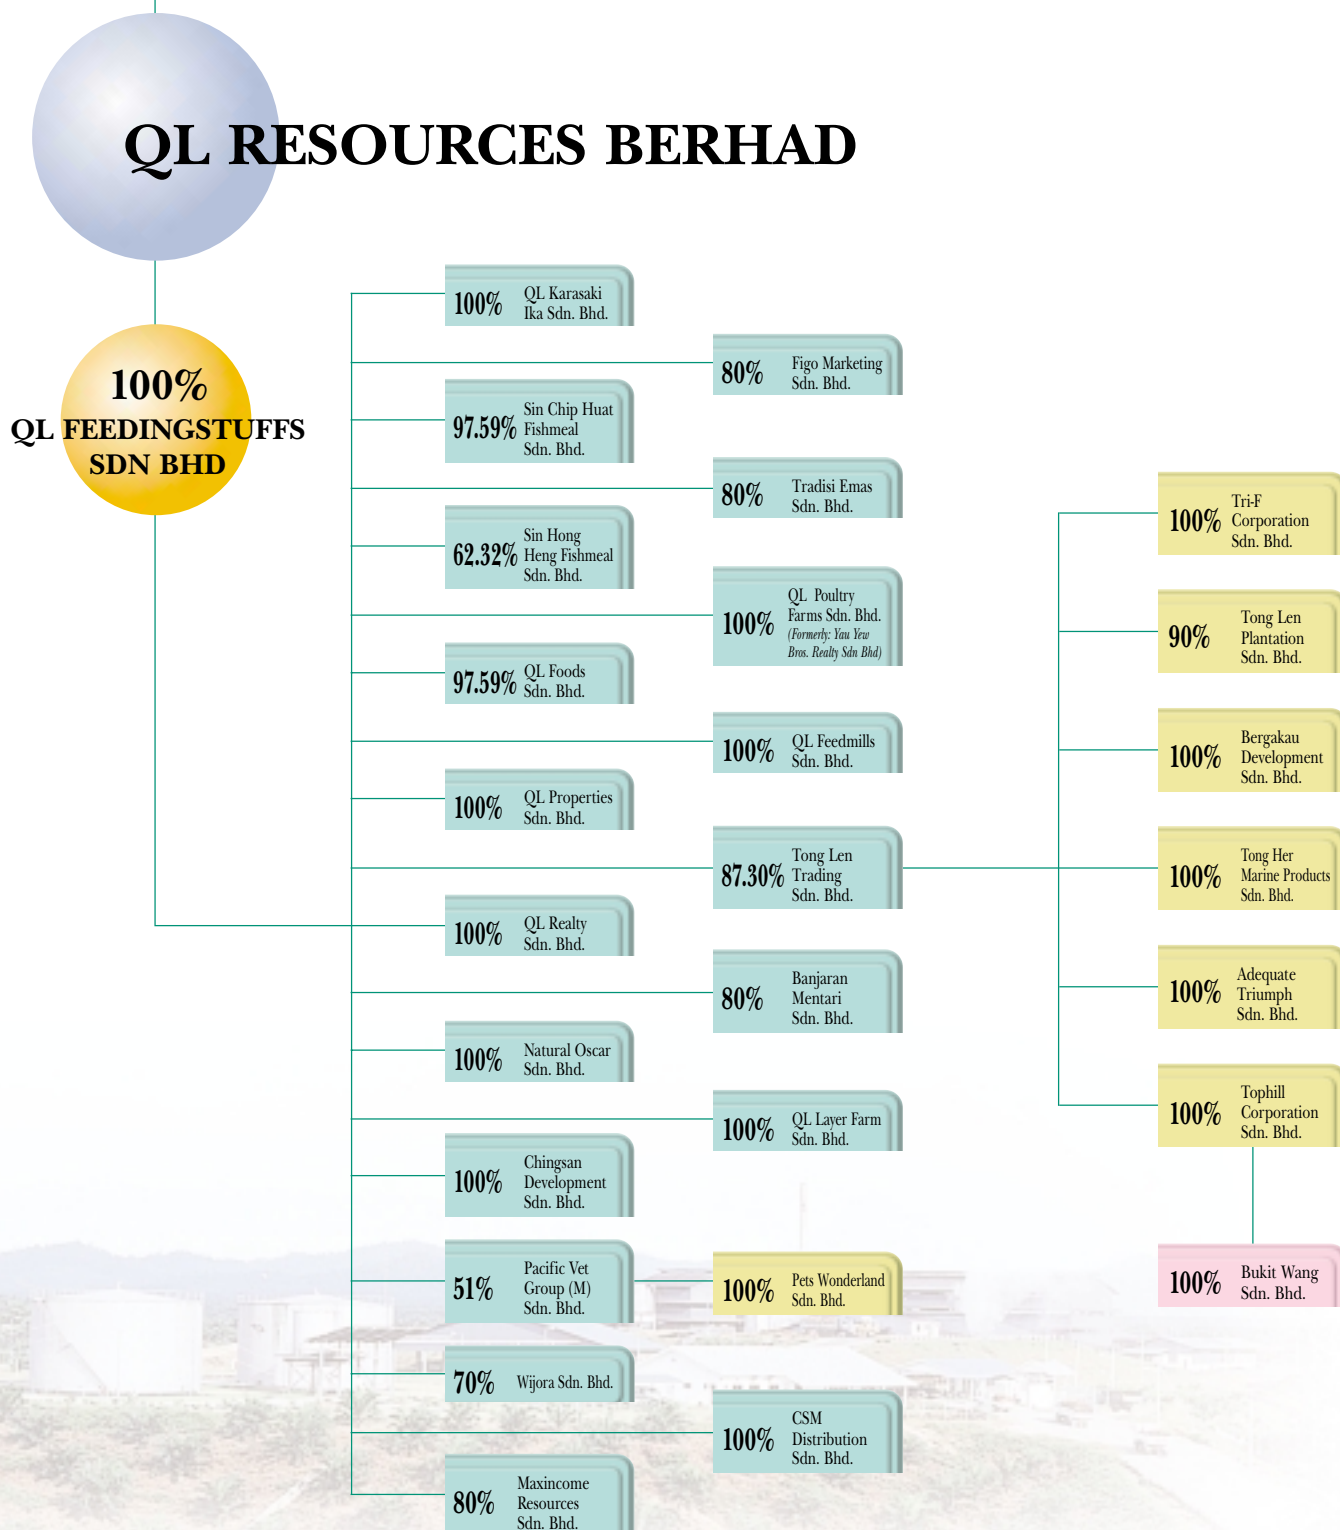 QL RESOURCES BERHAD
100%
QL FEEDINGSTUFFS
SDN BHD
100%
QL Karasaki
Ika Sdn. Bhd.
80%
Figo Marketing
Sdn. Bhd.
97.59%
Sin Chip Huat
Fishmeal
Sdn. Bhd.
80%
Tradisi Emas
Sdn. Bhd.
62.32%
Sin Hong
Heng Fishmeal
Sdn. Bhd.
100%
QL Poultry
Farms Sdn. Bhd.
(Formerly: Yau Yew
Bros. Realty Sdn Bhd)
97.59%
QL Foods
Sdn. Bhd.
100%
QL Feedmills
Sdn. Bhd.
100%
QL Properties
Sdn. Bhd.
87.30%
Tong Len
Trading
Sdn. Bhd.
100%
QL Realty
Sdn. Bhd.
80%
Banjaran
Mentari
Sdn. Bhd.
100%
Natural Oscar
Sdn. Bhd.
100%
QL Layer Farm
Sdn. Bhd.
100%
Chingsan
Development
Sdn. Bhd.
51%
Pacific Vet
Group (M)
Sdn. Bhd.
100%
Pets Wonderland
Sdn. Bhd.
70%
Wijora Sdn. Bhd.
100%
CSM
Distribution
Sdn. Bhd.
80%
Maxincome
Resources
Sdn. Bhd.
100%
Tri-F
Corporation
Sdn. Bhd.
90%
Tong Len
Plantation
Sdn. Bhd.
100%
Bergakau
Development
Sdn. Bhd.
100%
Tong Her
Marine Products
Sdn. Bhd.
100%
Adequate
Triumph
Sdn. Bhd.
100%
Tophill
Corporation
Sdn. Bhd.
100%
Bukit Wang
Sdn. Bhd.